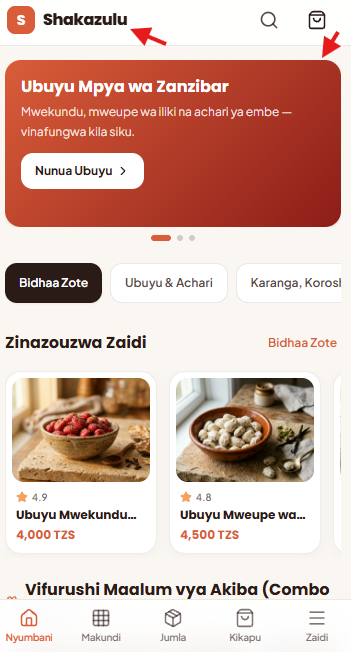 S Shakazulu
Ubuyu Mpya wa Zanzibar
Mwekundu, mweupe wa iliki na achari ya embe —
vinafungwa kila siku.
Nunua Ubuyu
Bidhaa Zote
Ubuyu & Achari
Karanga, Korosh
Zinazouzwa Zaidi
Bidhaa Zote
4.9
Ubuyu Mwekundu...
4,000 TZS
4.8
Ubuyu Mweupe wa...
4,500 TZS
Vifurushi Maalum vya Akiba (Combo
Nyumbani
Makundi
Jumla
Kikapu
Zaidi